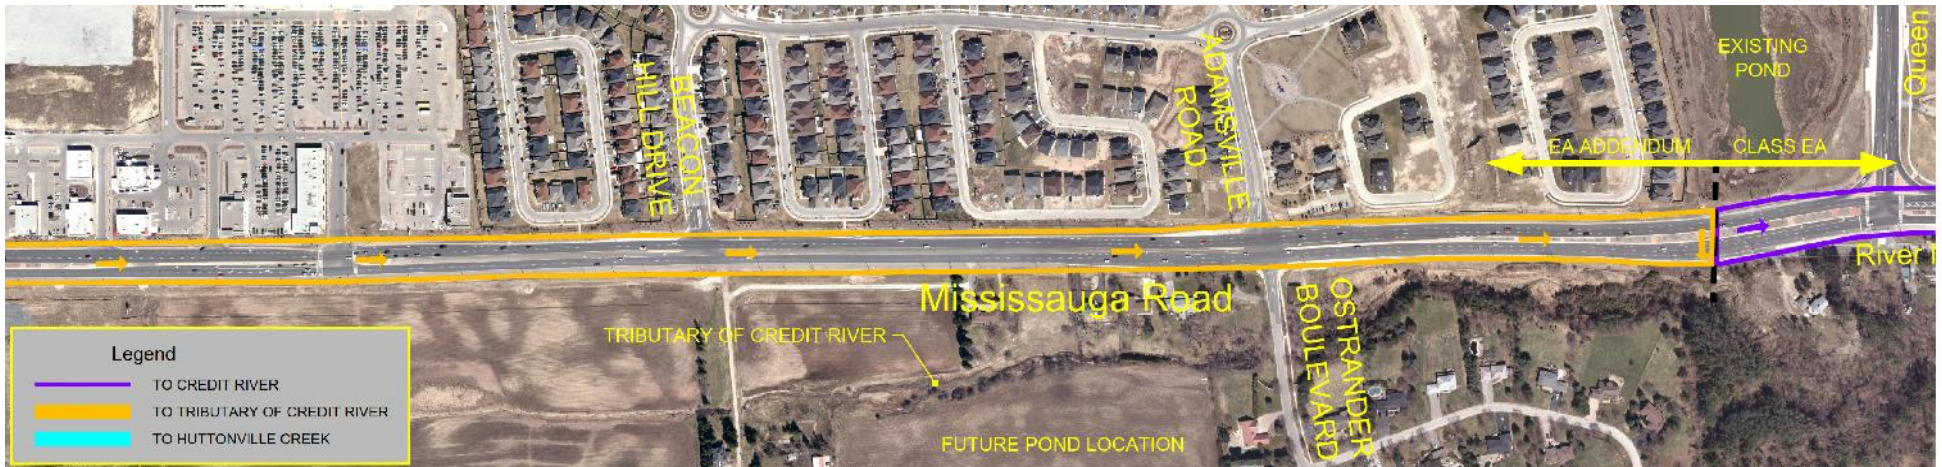 EXISTING
POND
Queen
HILL DRIVE
BEACON
ADAMSVILLE
ROAD
EA ADDENDUM
CLASS EA
River
Mississauga Road
OSTRANDER
BOULEVARD
TRIBUTARY OF CREDIT RIVER
FUTURE POND LOCATION
Legend
TO CREDIT RIVER
TO TRIBUTARY OF CREDIT RIVER
TO HUTTONVILLE CREEK